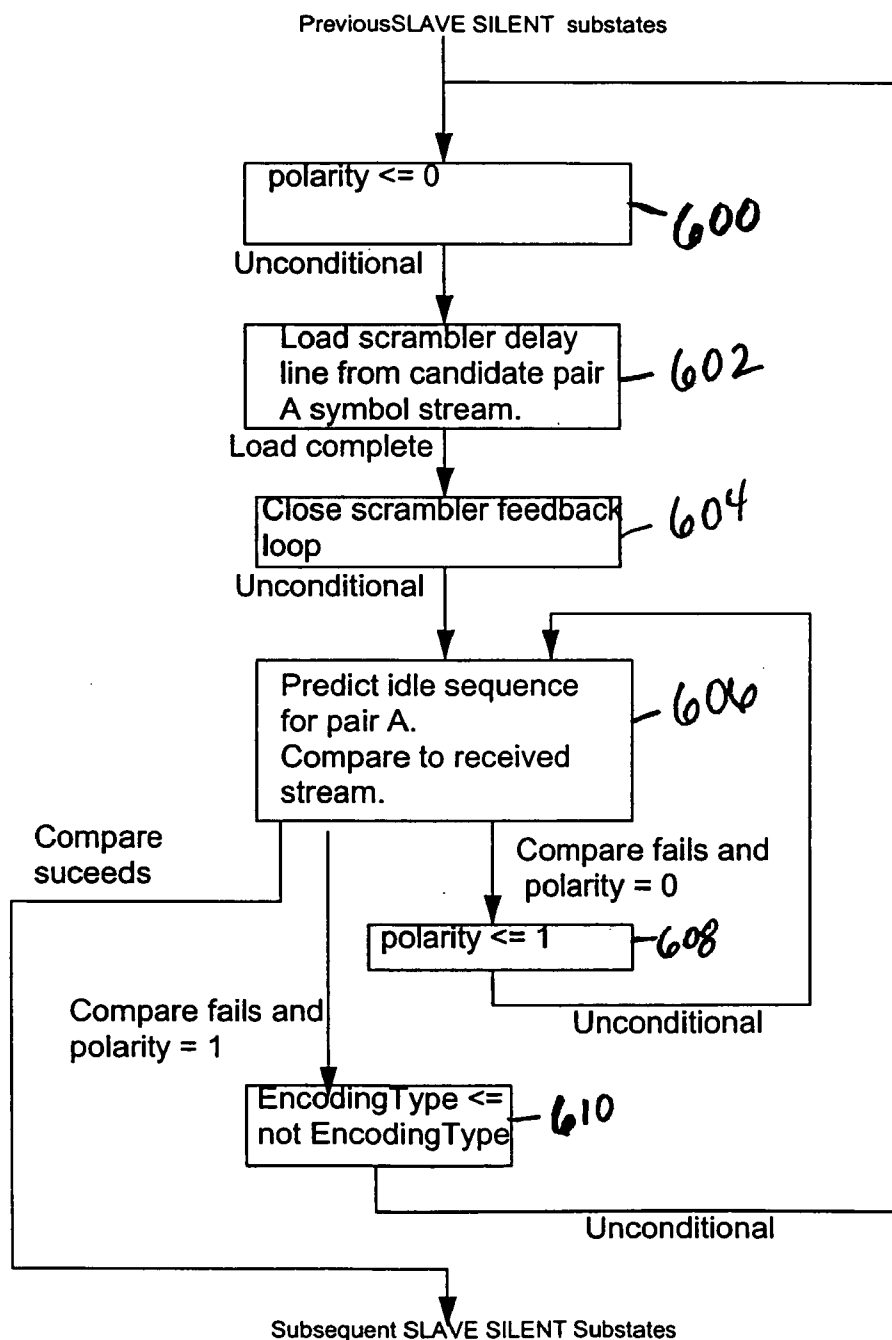 PreviousSLAVE SILENT substates
polarity <= 0
600
Unconditional
Load scrambler delay
line from candidate pair
A symbol stream.
602
Load complete
Close scrambler feedback
loop
604
Unconditional
Predict idle sequence
for pair A.
Compare to received
stream.
606
Compare
suceeds
Compare fails and
polarity = 0
polarity <= 1
608
Unconditional
Compare fails and
polarity = 1
EncodingType <=
not EncodingType
610
Unconditional
Subsequent SLAVE SILENT Substates